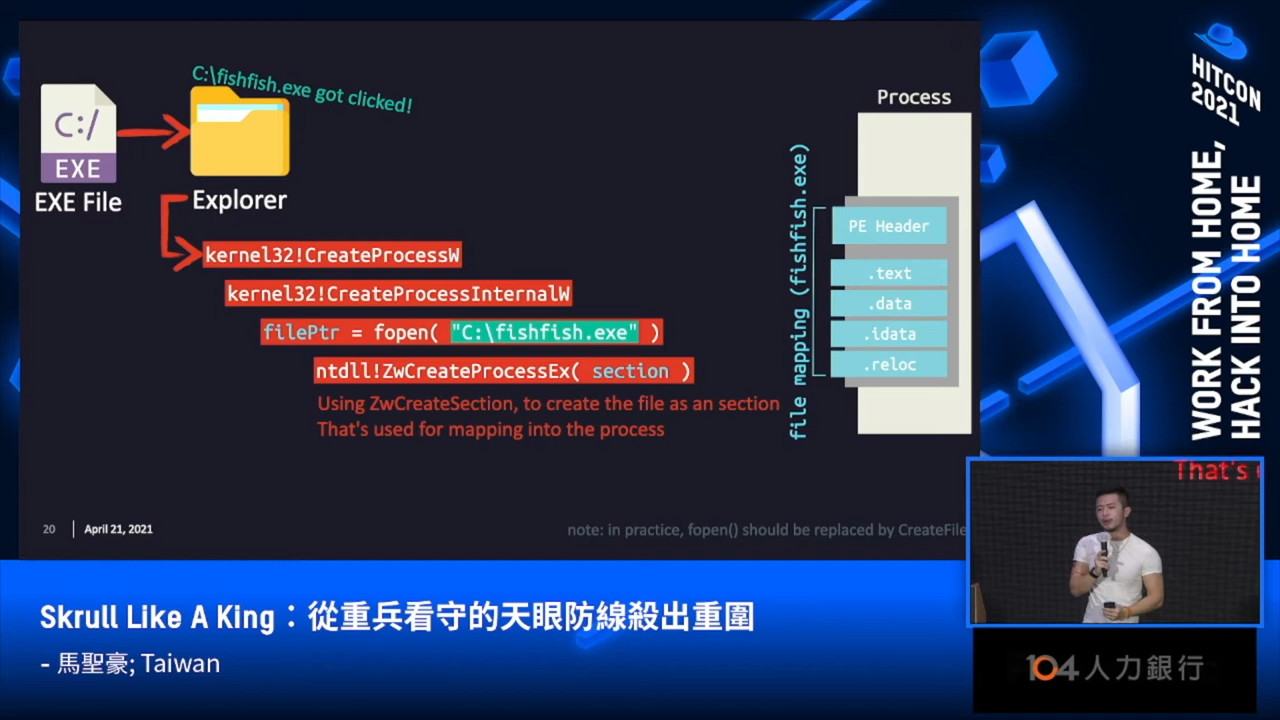 C:\fishfish.exe got clicked!
C:/
EXE
EXE File
Explorer
kernel32!CreateProcessW
kernel32!CreateProcessInternalW
filePtr = fopen( "C:\fishfish.exe" )
ntdll!ZwCreateProcessEx( section )
Using ZwCreateSection, to create the file as an section
That's used for mapping into the process
Process
file mapping (fishfish.exe)
PE Header
.text
.data
.idata
.reloc
20
April 21, 2021
note: in practice, fopen() should be replaced by CreateFile
HITCON
2021
WORK FROM HOME,
HACK INTO HOME
That's
Skrull Like A King：從重兵看守的天眼防線殺出重圍
- 馬聖豪; Taiwan
104人力銀行